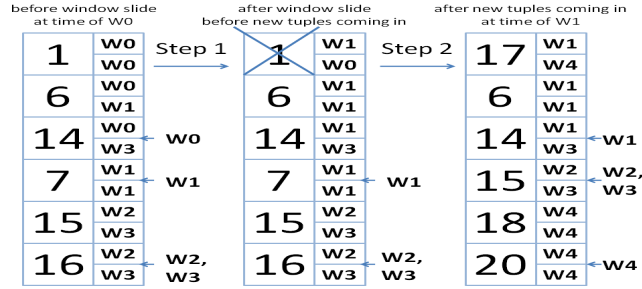 before window slide
at time of W0
1
W0
W0
6
W0
W1
14
W0
W3
W0
7
W1
W1
W1
15
W2
W3
16
W2
W3
W2,
W3
Step 1
after window slide
before new tuples coming in
1
W1
W0
6
W1
W1
14
W1
W3
7
W1
W1
W1
15
W2
W3
16
W2
W3
W2,
W3
Step 2
after new tuples coming in
at time of W1
17
W1
W4
6
W1
W1
14
W1
W3
W1
15
W2
W3
W2,
W3
18
W4
W4
20
W4
W4
W4